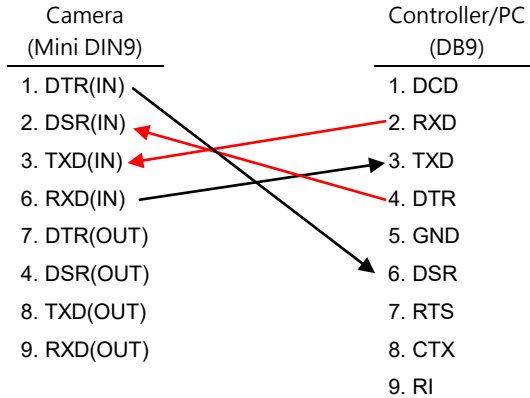 Camera
(Mini DIN9)
1. DTR(IN)
2. DSR(IN)
3. TXD(IN)
6. RXD(IN)
7. DTR(OUT)
4. DSR(OUT)
8. TXD(OUT)
9. RXD(OUT)
Controller/PC
(DB9)
1. DCD
2. RXD
3. TXD
4. DTR
5. GND
6. DSR
7. RTS
8. CTX
9. RI